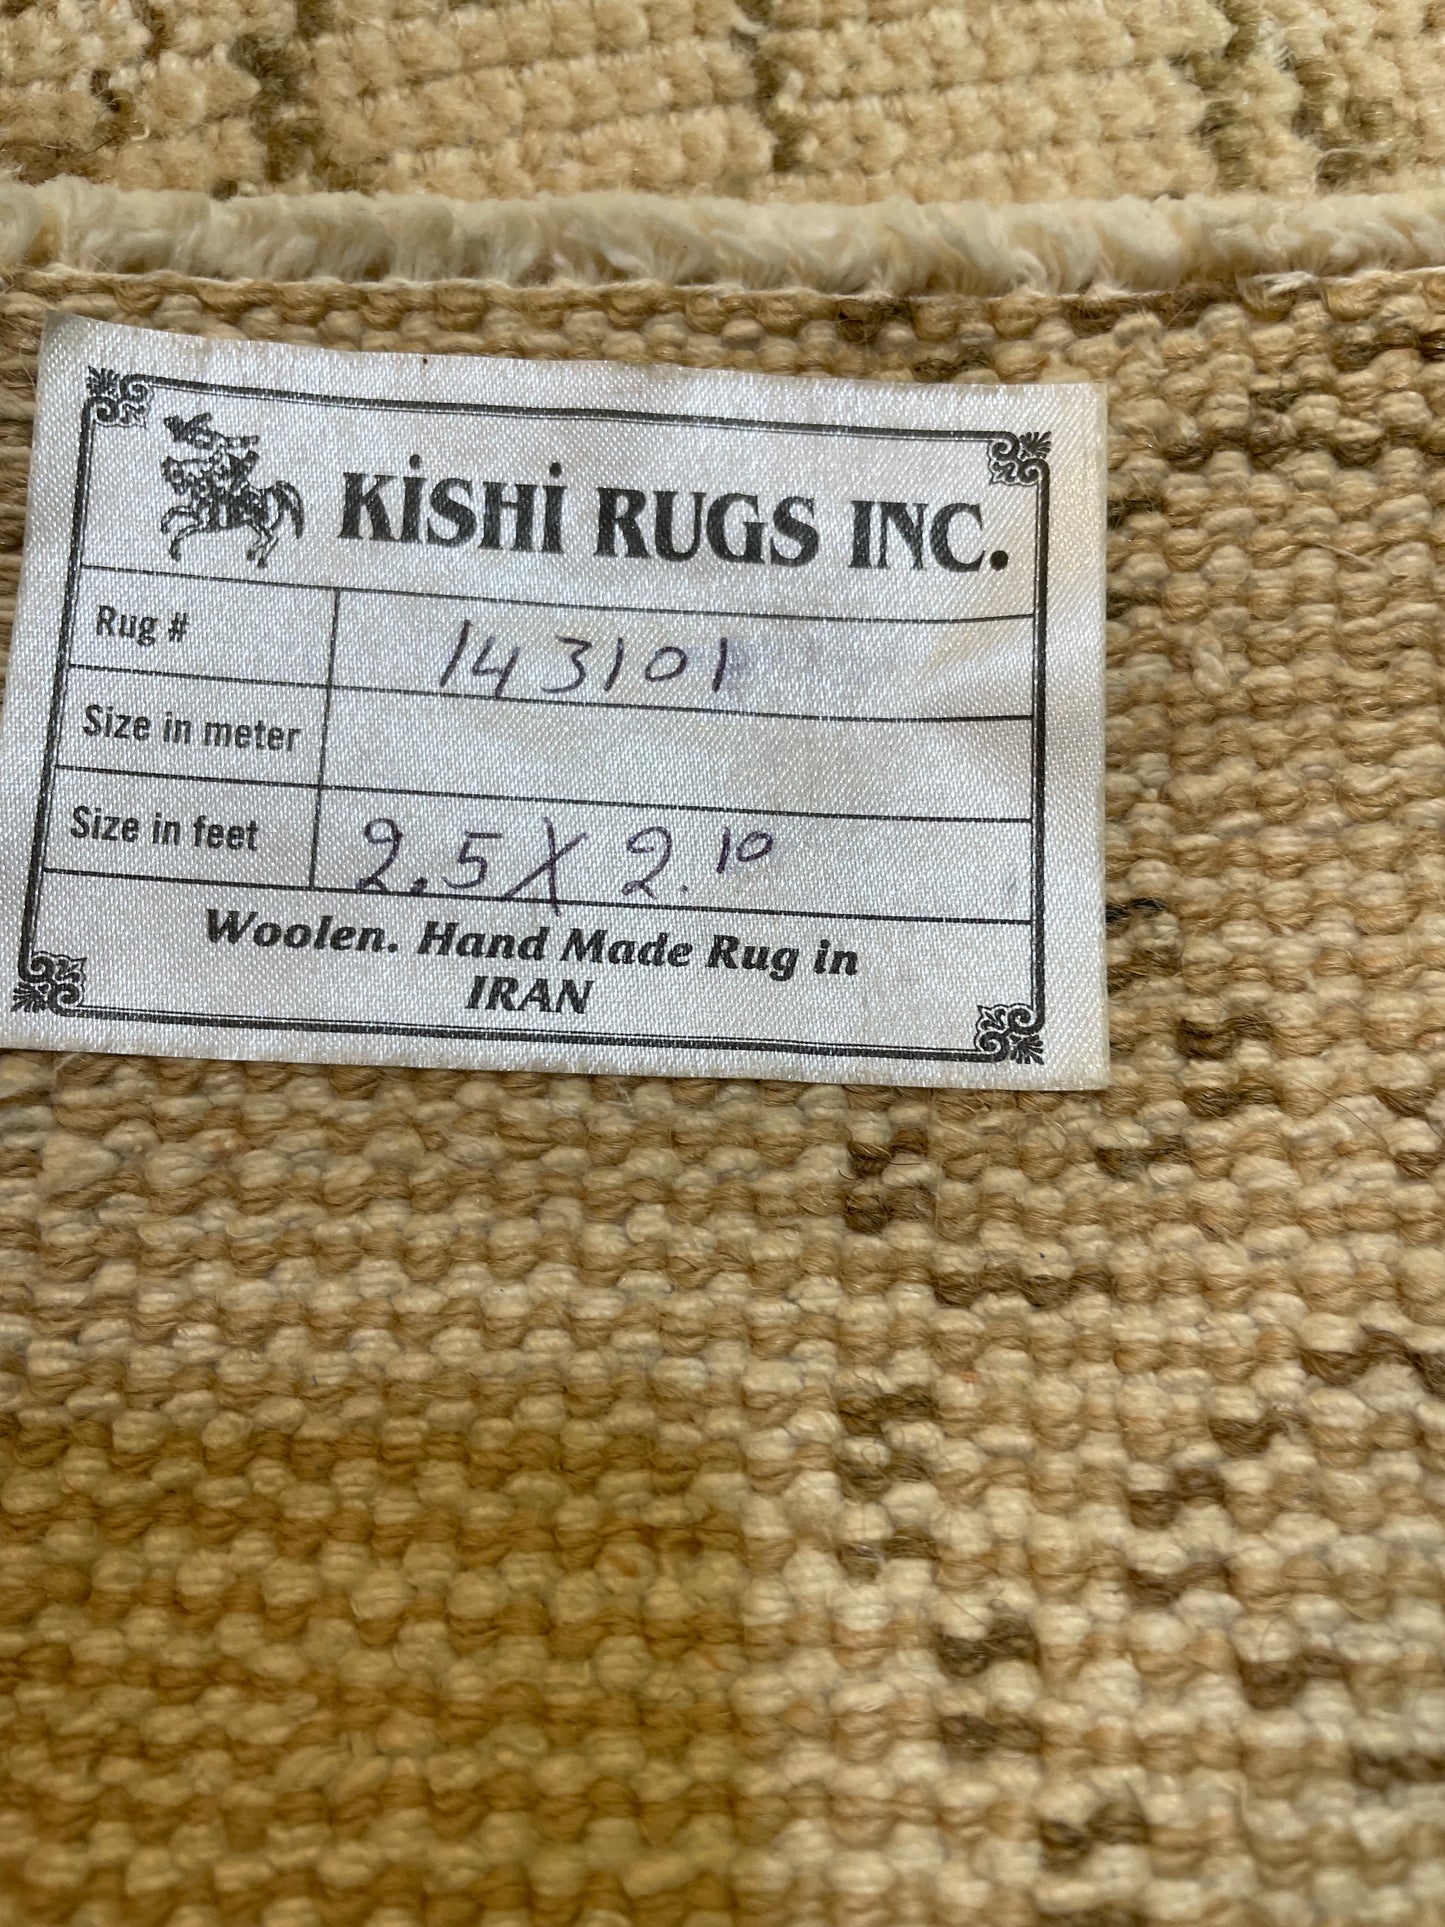 KiSHi RUGS INC.
Rug # 143101
Size in meter
Size in feet 2.5 X 2.10
Woolen. Hand Made Rug in
IRAN